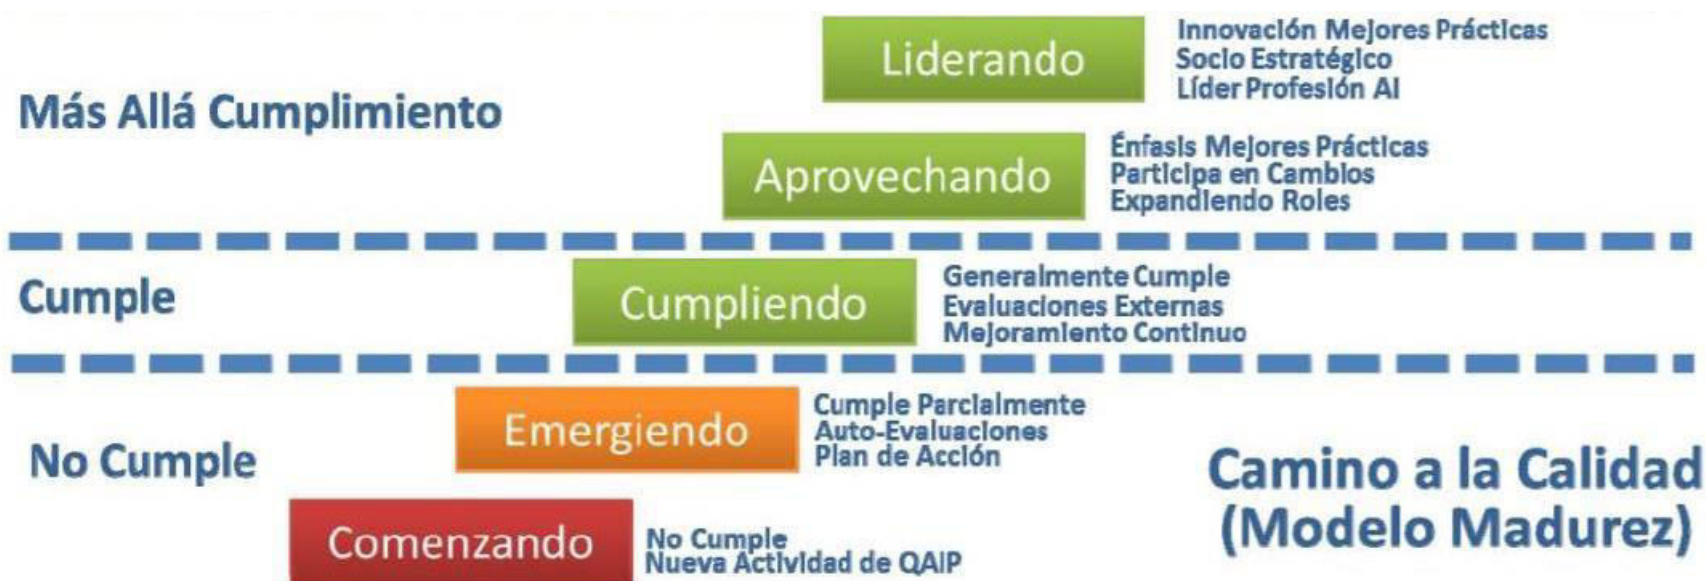 Más Allá Cumplimiento
Liderando
Innovación Mejores Prácticas
Socio Estratégico
Líder Profesión AI
Aprovechando
Énfasis Mejores Prácticas
Participa en Cambios
Expandiendo Roles
Cumple
Cumpliendo
Generalmente Cumple
Evaluaciones Externas
Mejoramiento Continuo
No Cumple
Emergiendo
Cumple Parcialmente
Auto-Evaluaciones
Plan de Acción
Comenzando
No Cumple
Nueva Actividad de QAIP
Camino a la Calidad
(Modelo Madurez)